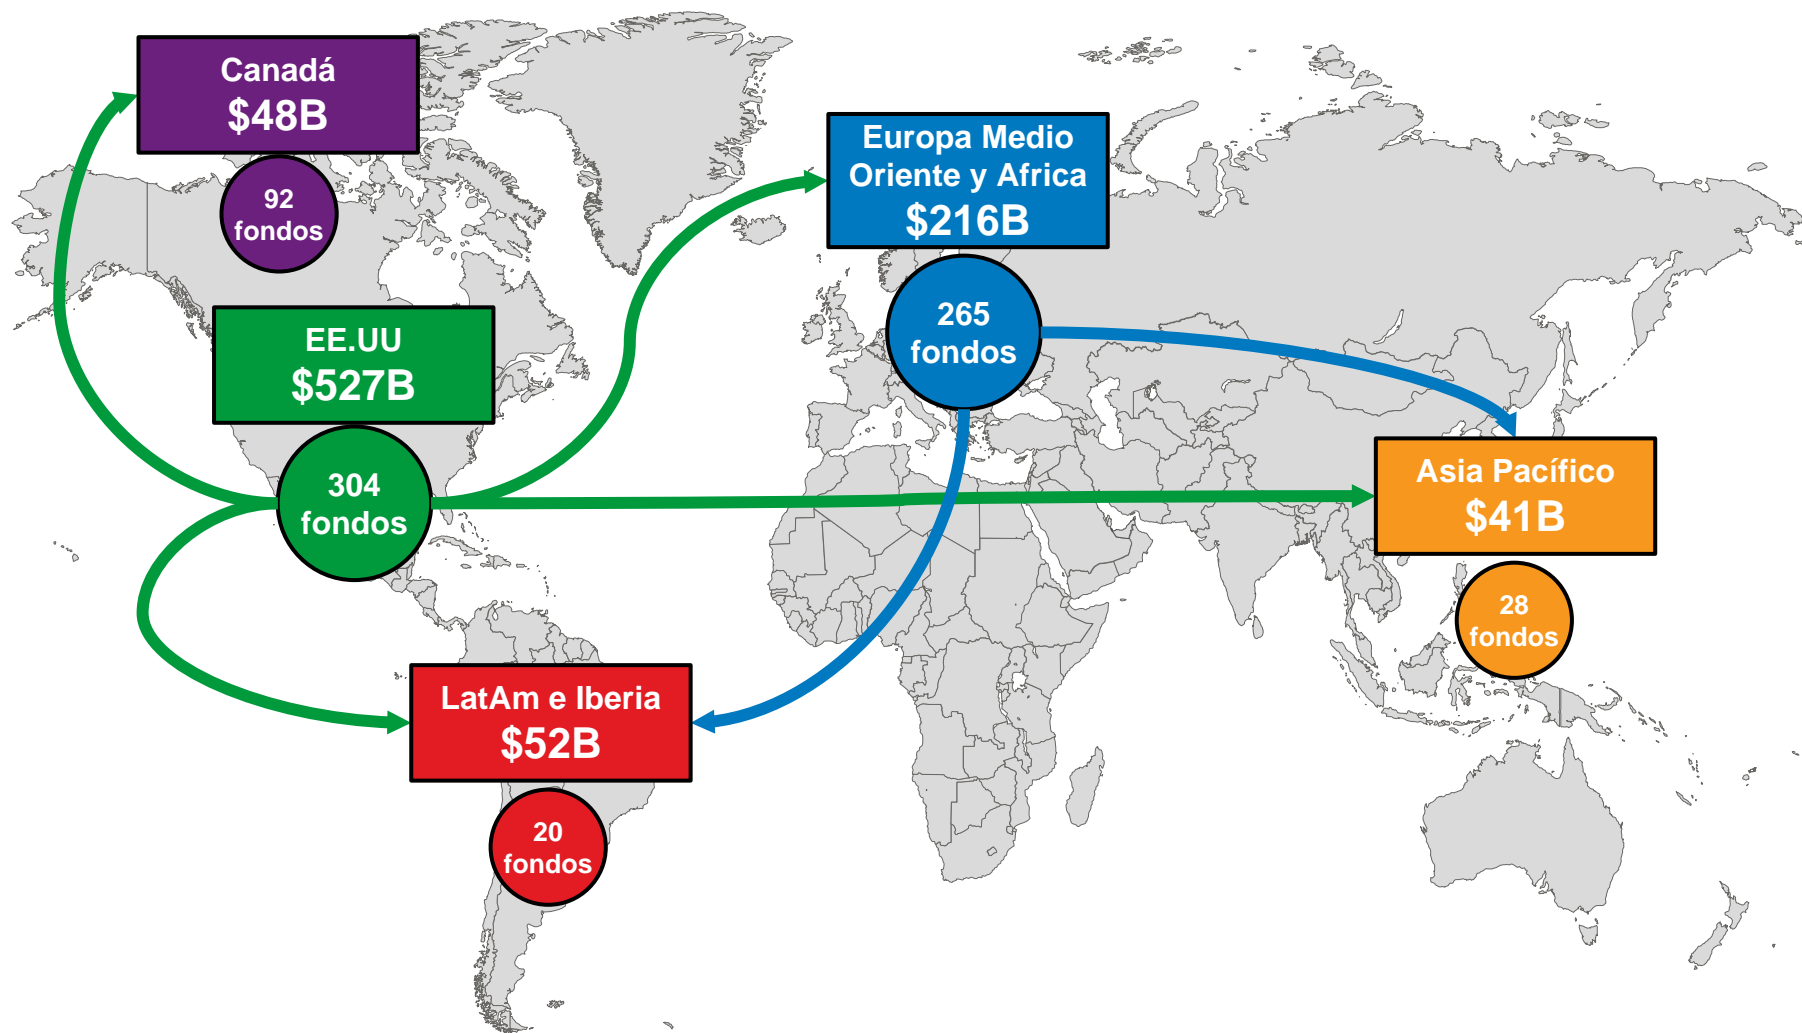 Canadá
$48B
92
fondos
Europa Medio
Oriente y Africa
$216B
265
fondos
EE.UU
$527B
304
fondos
Asia Pacífico
$41B
28
fondos
LatAm e Iberia
$52B
20
fondos